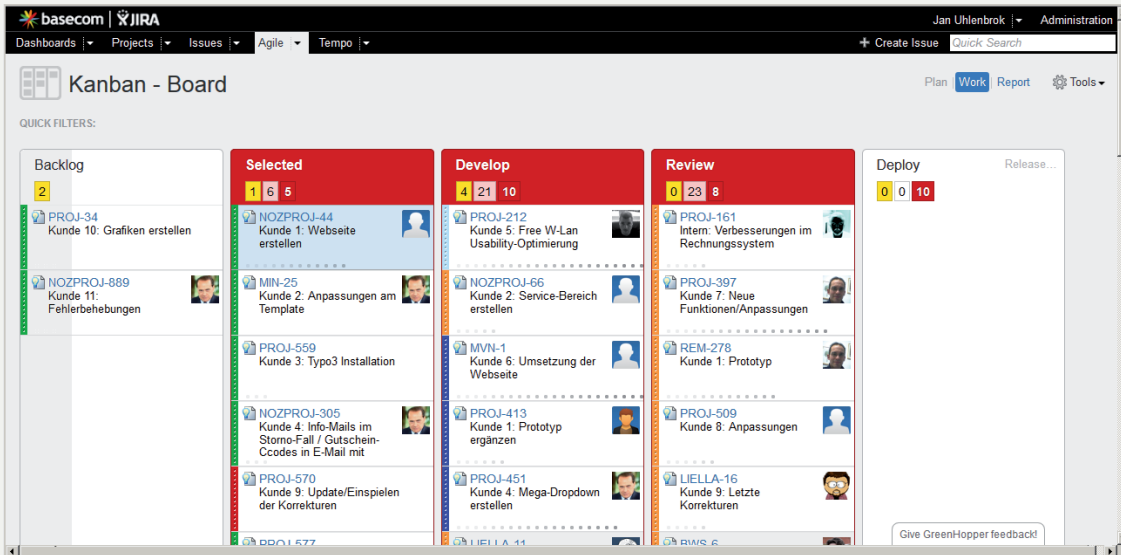 basecom | XJIRA
Jan Uhlenbrok
Administration
Dashboards
Projects
Issues
Agile
Tempo
+ Create Issue
Quick Search
Kanban - Board
Plan
Work
Report
Tools
QUICK FILTERS:
Backlog
2
PROJ-34
Kunde 10: Grafiken erstellen
NOZPROJ-889
Kunde 11:
Fehlerbehebungen
Selected
1 6 5
NOZPROJ-44
Kunde 1: Webseite
erstellen
MIN-25
Kunde 2: Anpassungen am
Template
PROJ-559
Kunde 3: Typo3 Installation
NOZPROJ-305
Kunde 4: Info-Mails im
Storno-Fall / Gutschein-
Ccodes in E-Mail mit
PROJ-570
Kunde 9: Update/Einspielen
der Korrekturen
PROJ-577
Develop
4 21 10
PROJ-212
Kunde 5: Free W-Lan
Usability-Optimierung
NOZPROJ-66
Kunde 2: Service-Bereich
erstellen
MVN-1
Kunde 6: Umsetzung der
Webseite
PROJ-413
Kunde 1: Prototyp
ergänzen
PROJ-451
Kunde 4: Mega-Dropdown
erstellen
LIELLA-11
Review
0 23 8
PROJ-161
Intern: Verbesserungen im
Rechnungssystem
PROJ-397
Kunde 7: Neue
Funktionen/Anpassungen
REM-278
Kunde 1: Prototyp
PROJ-509
Kunde 8: Anpassungen
LIELLA-16
Kunde 9: Letzte
Korrekturen
BWS-6
Deploy
Release...
0 0 10
Give GreenHopper feedback!